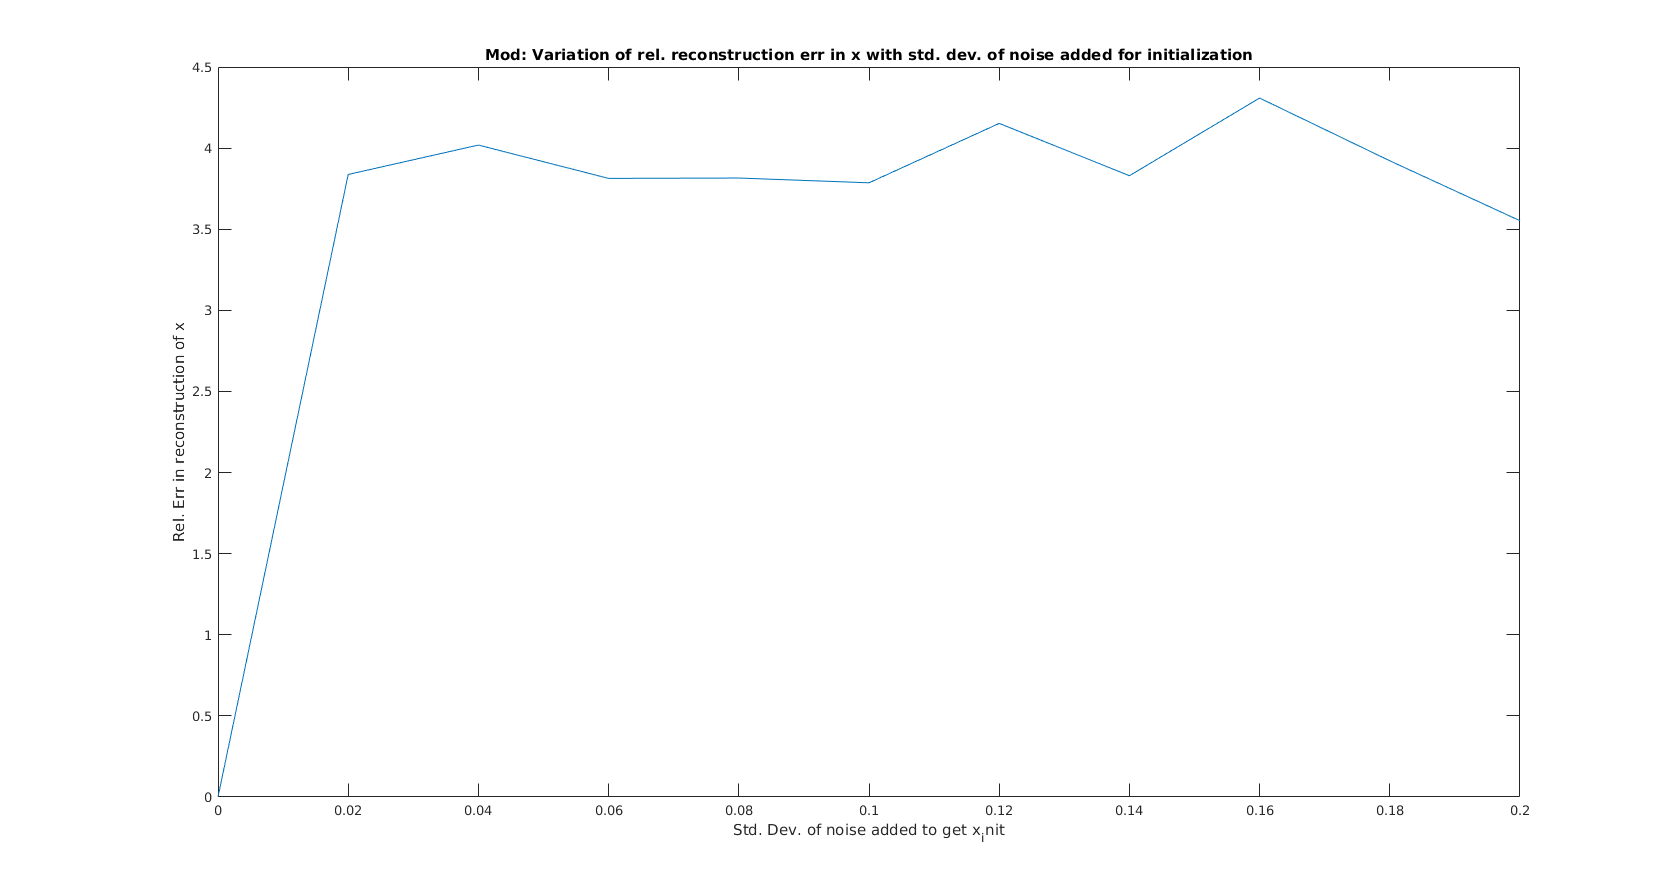 Mod: Variation of rel. reconstruction err in x with std. dev. of noise added for initialization
4.5
4
3.5
3
2.5
2
1.5
1
0.5
0
Rel. Err in reconstruction of x
0 0.02 0.04 0.06 0.08 0.1 0.12 0.14 0.16 0.18 0.2
Std. Dev. of noise added to get x_init